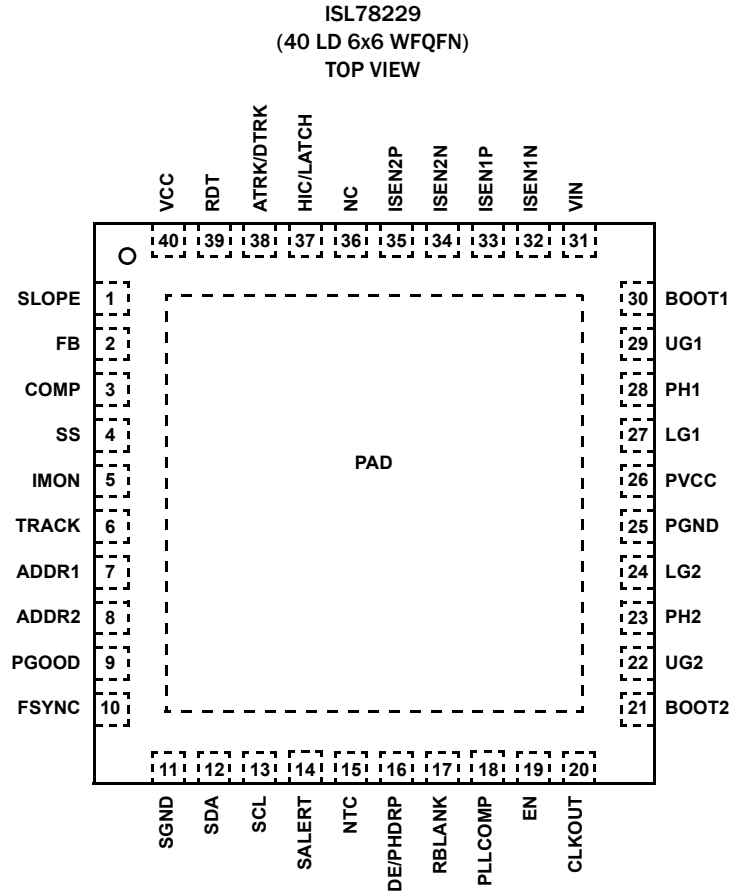 ISL78229
(40 LD 6x6 WFQFN)
TOP VIEW
VCC
RDT
ATRK/DTRK
HIC/LATCH
NC
ISEN2P
ISEN2N
ISEN1P
ISEN1N
VIN
40 39 38 37 36 35 34 33 32 31
SLOPE 1
FB 2
COMP 3
SS 4
IMON 5
TRACK 6
ADDR1 7
ADDR2 8
PGOOD 9
FSYNC 10
PAD
30 BOOT1
29 UG1
28 PH1
27 LG1
26 PVCC
25 PGND
24 LG2
23 PH2
22 UG2
21 BOOT2
11 12 13 14 15 16 17 18 19 20
SGND
SDA
SCL
SALERT
NTC
DE/PHDRP
RBLANK
PLLCOMP
EN
CLKOUT